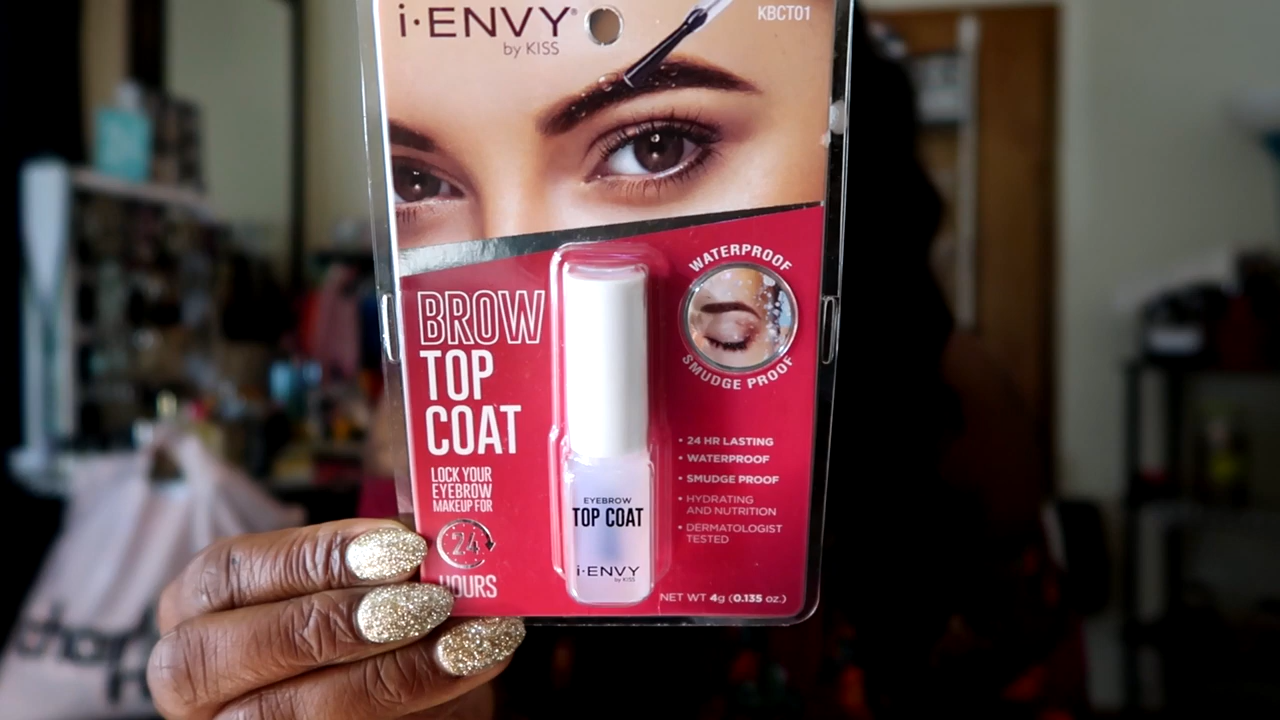 i·ENVY®
by KISS
KBCT01
BROW
TOP
COAT
LOCK YOUR
EYEBROW
MAKEUP FOR
24
HOURS
WATERPROOF
SMUDGE PROOF
• 24 HR LASTING
• WATERPROOF
• SMUDGE PROOF
• HYDRATING
AND NUTRITION
• DERMATOLOGIST
TESTED
EYEBROW
TOP COAT
i·ENVY
by KISS
NET WT 4g (0.135 oz.)